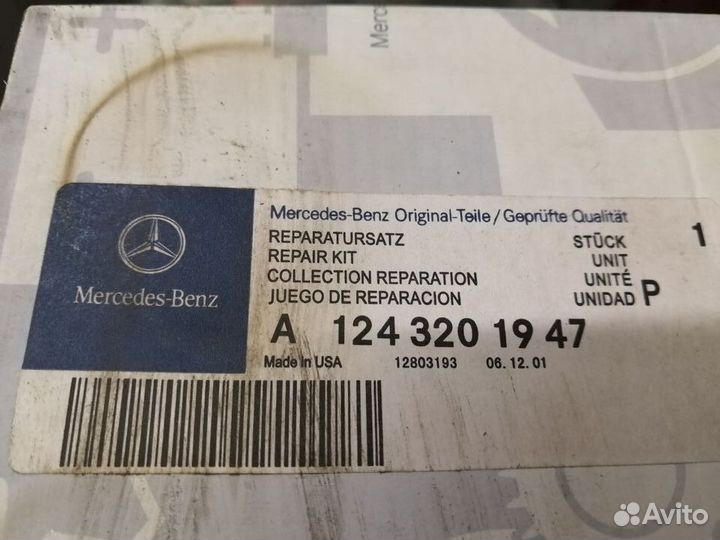 Merc
Mercedes-Benz
Mercedes-Benz Original-Teile/Geprüfte Qualität
REPARATURSATZ STÜCK 1
REPAIR KIT UNIT
COLLECTION REPARATION UNITÉ
JUEGO DE REPARACION UNIDAD P
A 124 320 19 47
Made in USA 12803193 06.12.01
Avito